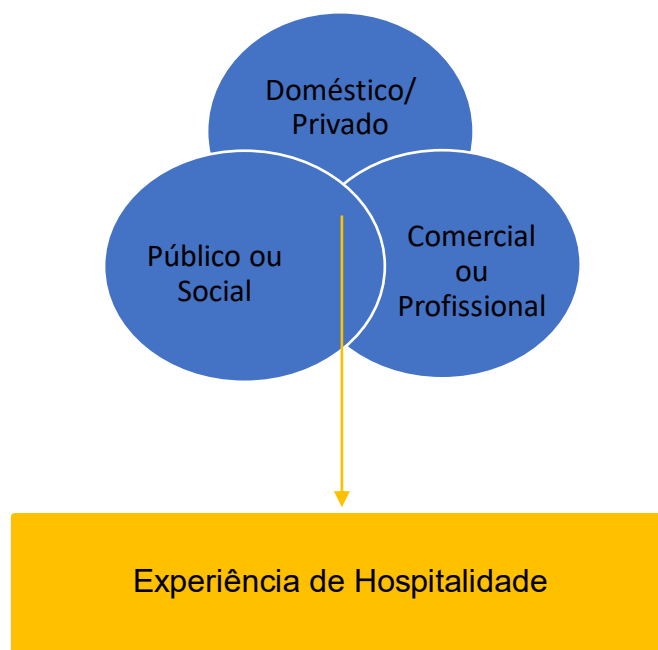 Doméstico/
Privado
Público ou
Social
Comercial
ou
Profissional
Experiência de Hospitalidade